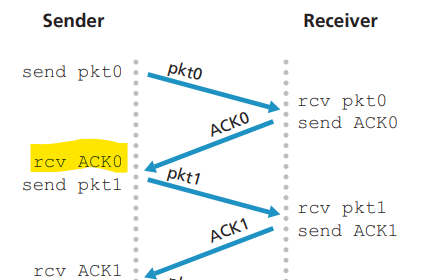 Sender
Receiver
send pkt0
pkt0
rcv pkt0
send ACK0
ACK0
rcv ACK0
send pkt1
pkt1
rcv pkt1
send ACK1
ACK1
rcv ACK1